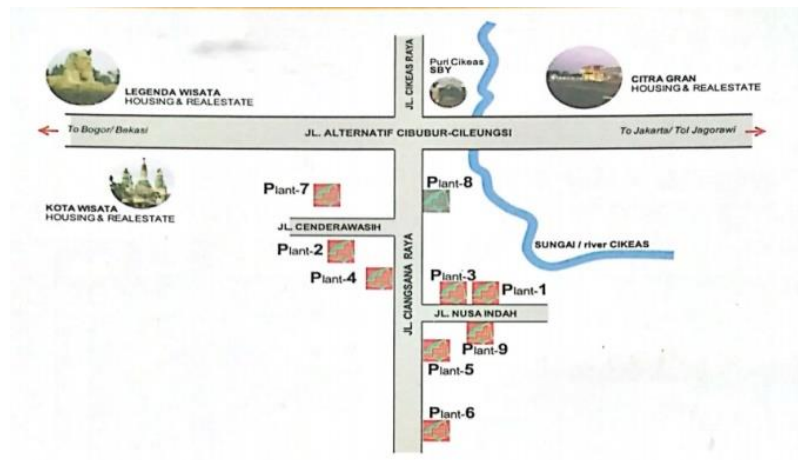 JL. CIKEAS RAYA
Puri Cikeas
SBY
LEGENDA WISATA
HOUSING & REALESTATE
CITRA GRAN
HOUSING & REALESTATE
To Bogor/ Bekasi
JL. ALTERNATIF CIBUBUR-CILEUNGSI
To Jakarta/ Tol Jagorawi
KOTA WISATA
HOUSING & REALESTATE
Plant-7
Plant-8
JL. CENDERAWASIH
Plant-2
Plant-4
JL. CIANGSANA RAYA
SUNGAI / river CIKEAS
Plant-3
Plant-1
JL. NUSA INDAH
Plant-9
Plant-5
Plant-6